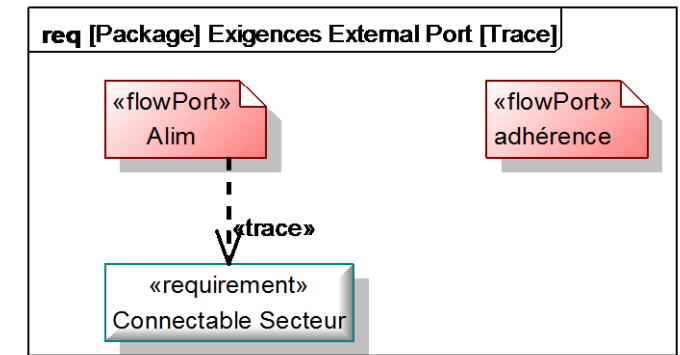 req [Package] Exigences External Port [Trace]
«flowPort»
Alim
«flowPort»
adhérence
«trace»
«requirement»
Connectable Secteur